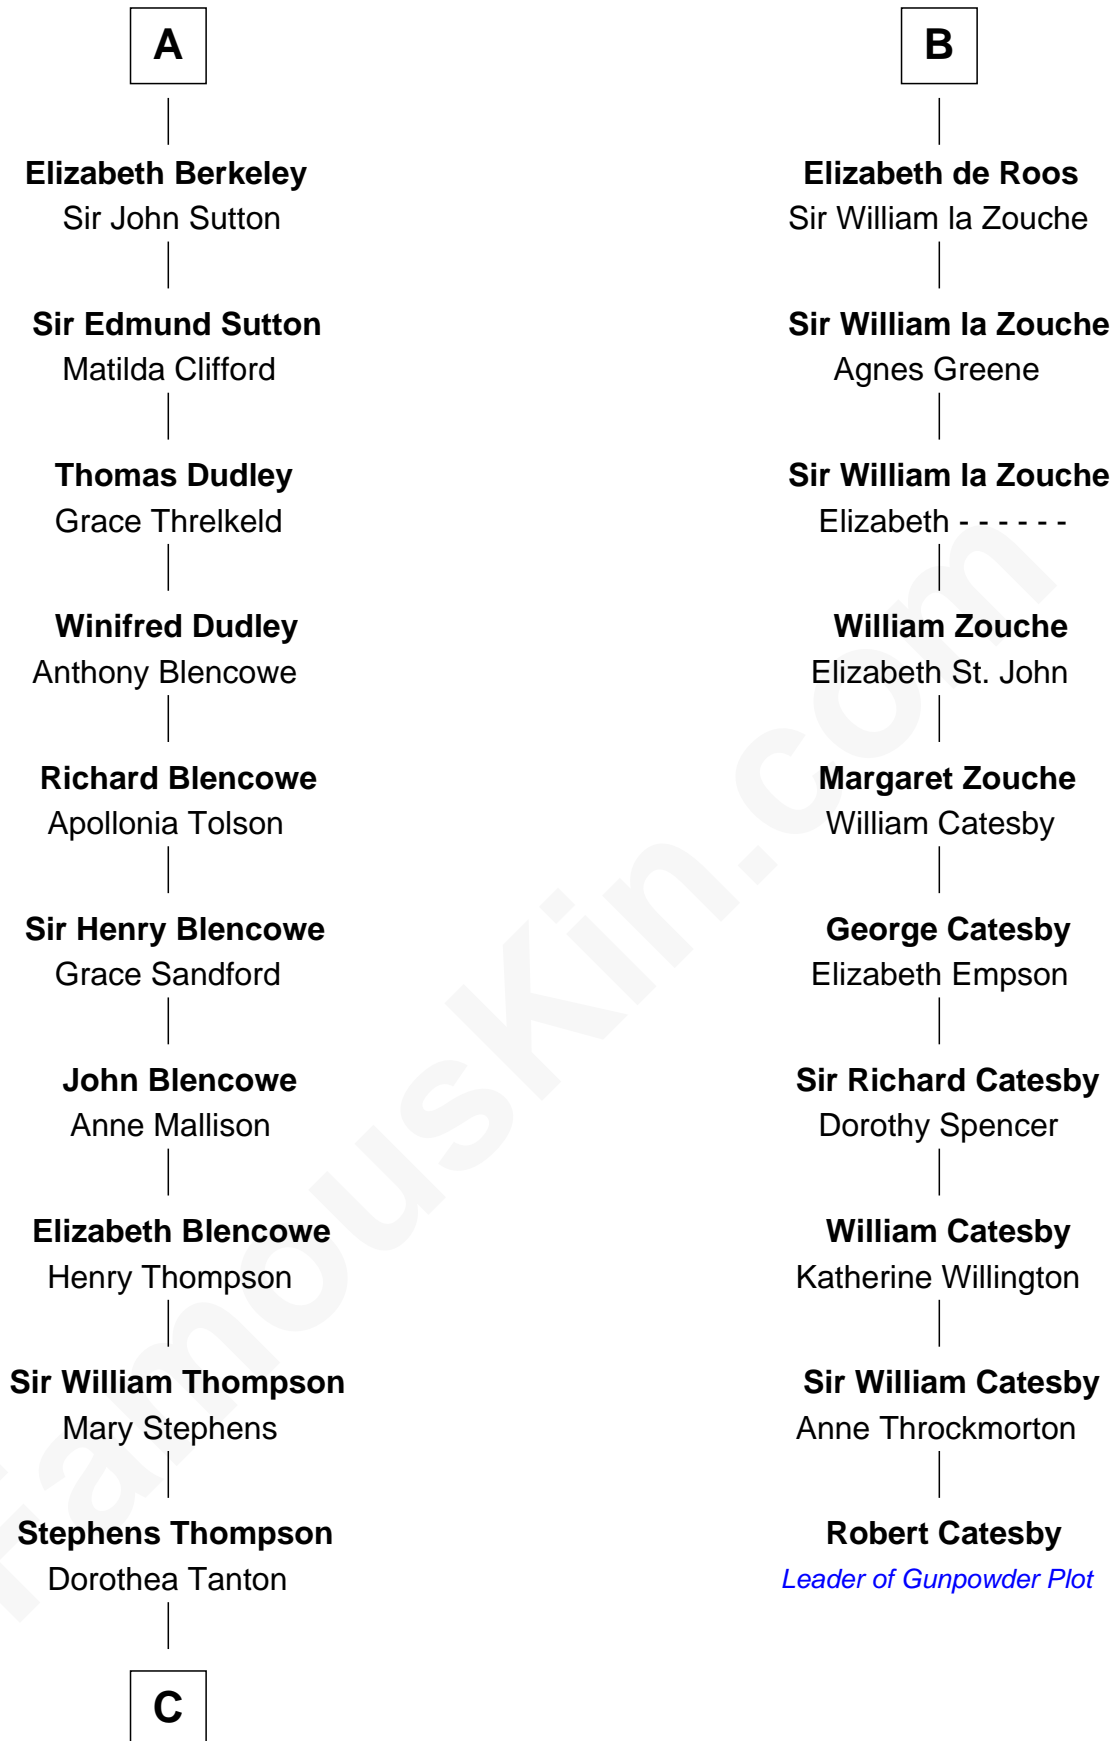 A
Elizabeth Berkeley
Sir John Sutton
Sir Edmund Sutton
Matilda Clifford
Thomas Dudley
Grace Threlkeld
Winifred Dudley
Anthony Blencowe
Richard Blencowe
Apollonia Tolson
Sir Henry Blencowe
Grace Sandford
John Blencowe
Anne Mallison
Elizabeth Blencowe
Henry Thompson
Sir William Thompson
Mary Stephens
Stephens Thompson
Dorothea Tanton
C
B
Elizabeth de Roos
Sir William la Zouche
Sir William la Zouche
Agnes Greene
Sir William la Zouche
Elizabeth - - - - - -
William Zouche
Elizabeth St. John
Margaret Zouche
William Catesby
George Catesby
Elizabeth Empson
Sir Richard Catesby
Dorothy Spencer
William Catesby
Katherine Willington
Sir William Catesby
Anne Throckmorton
Robert Catesby
Leader of Gunpowder Plot
FamousKin.com